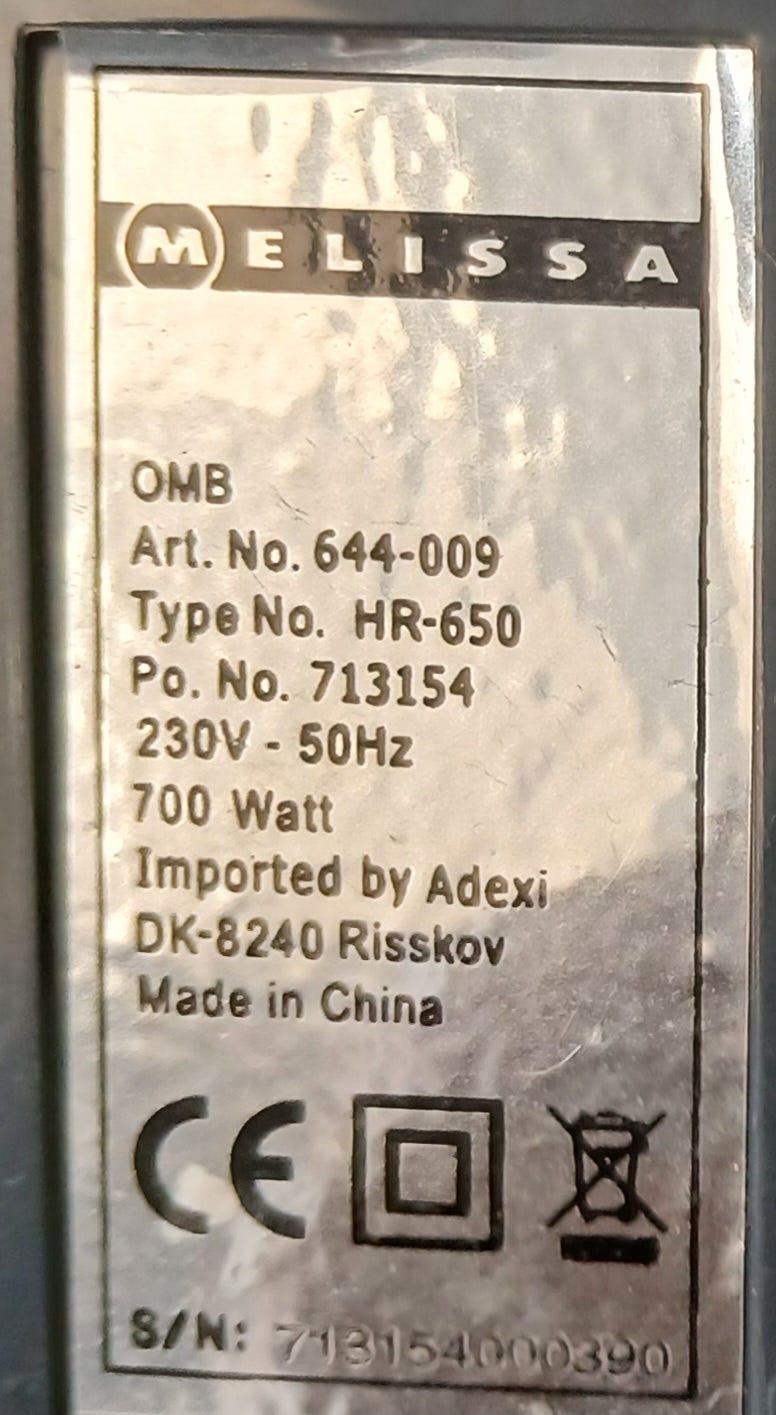 MELISSA
OMB
Art. No. 644-009
Type No. HR-650
Po. No. 713154
230V - 50Hz
700 Watt
Imported by Adexi
DK-8240 Risskov
Made in China
CE
S/N: 713154000390